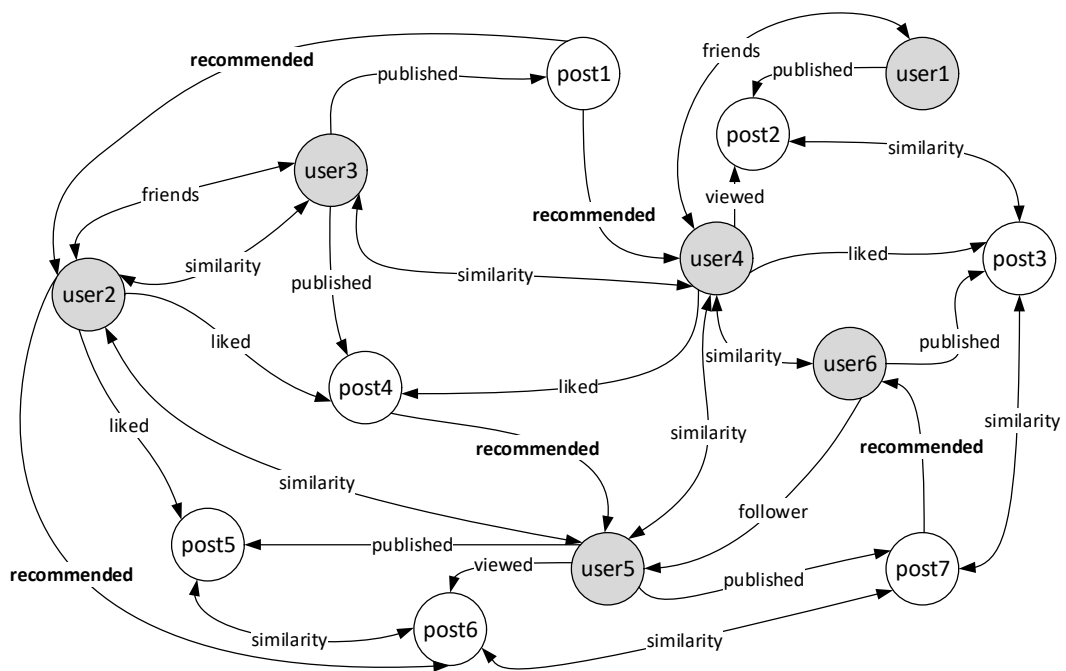 friends
recommended
post1
user1
published
published
post2
similarity
user3
viewed
friends
recommended
user4
liked
post3
similarity
similarity
published
user2
liked
published
similarity
user6
post4
liked
liked
similarity
similarity
recommended
recommended
similarity
follower
post5
published
user5
post7
viewed
published
recommended
post6
similarity
similarity